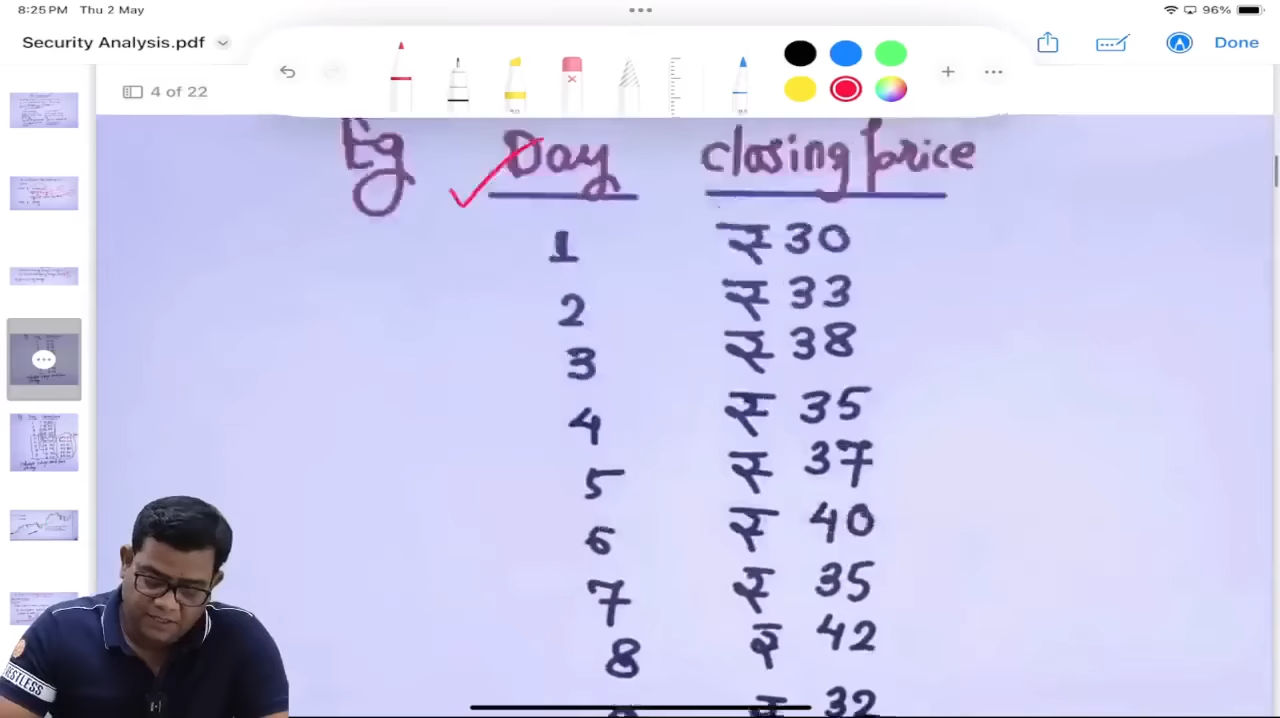 8:25 PM Thu 2 May
96%
Security Analysis.pdf
Done
4 of 22
Eg Day closing price
1 रु 30
2 रु 33
3 रु 38
4 रु 35
5 रु 37
6 रु 40
7 रु 35
8 रु 42
32